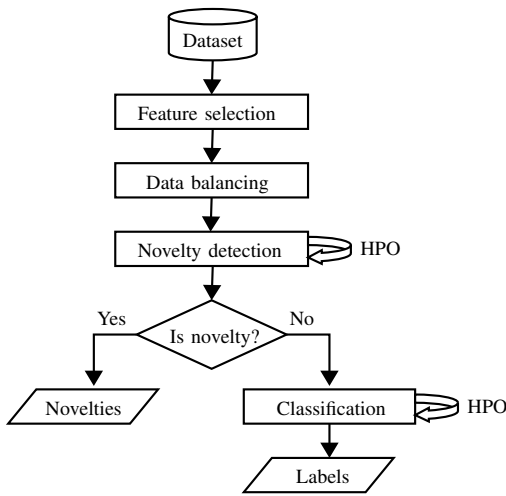 Dataset
Feature selection
Data balancing
Novelty detection
HPO
Is novelty?
Yes
No
Novelties
Classification
HPO
Labels